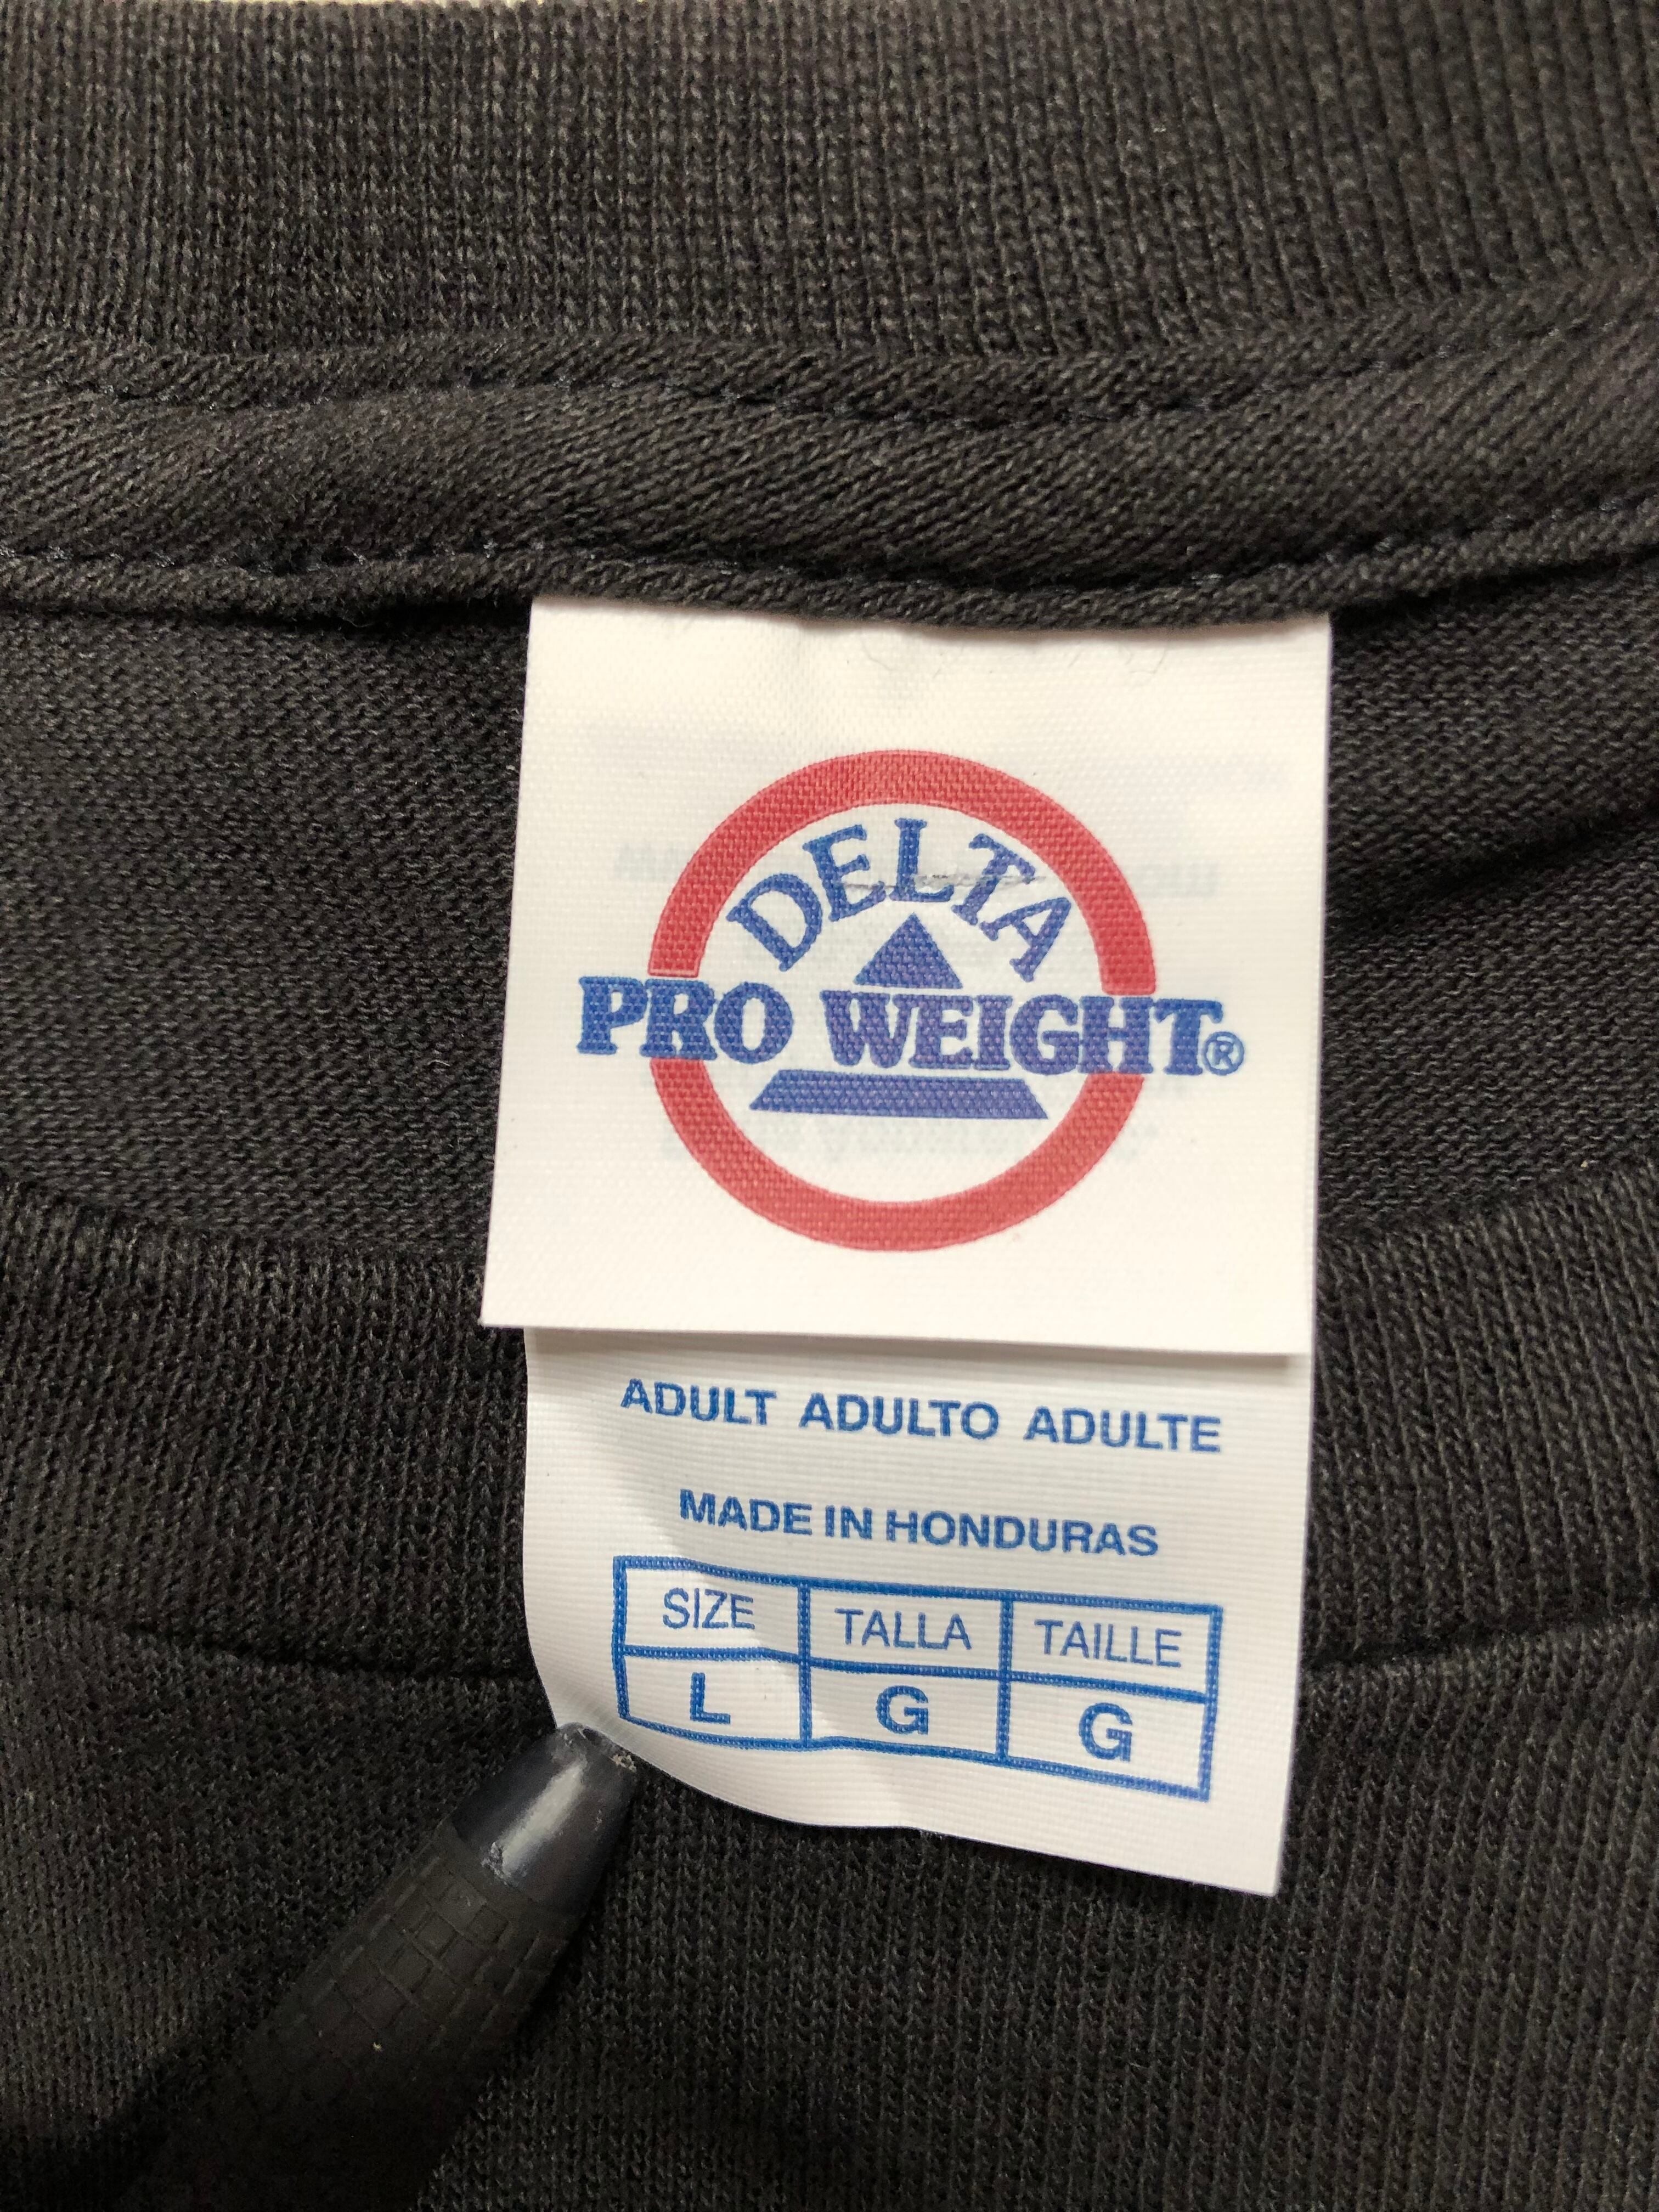 DELTA
PRO WEIGHT®
ADULT ADULTO ADULTE
MADE IN HONDURAS
SIZE TALLA TAILLE
L G G